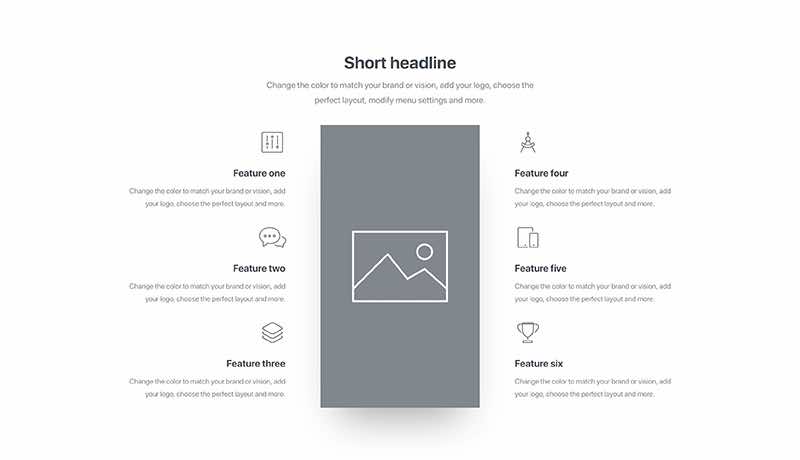 Short headline
Change the color to match your brand or vision, add your logo, choose the
perfect layout, modify menu settings and more.
Feature one
Change the color to match your brand or vision, add
your logo, choose the perfect layout and more.
Feature two
Change the color to match your brand or vision, add
your logo, choose the perfect layout and more.
Feature three
Change the color to match your brand or vision, add
your logo, choose the perfect layout and more.
Feature four
Change the color to match your brand or vision, add
your logo, choose the perfect layout and more.
Feature five
Change the color to match your brand or vision, add
your logo, choose the perfect layout and more.
Feature six
Change the color to match your brand or vision, add
your logo, choose the perfect layout and more.